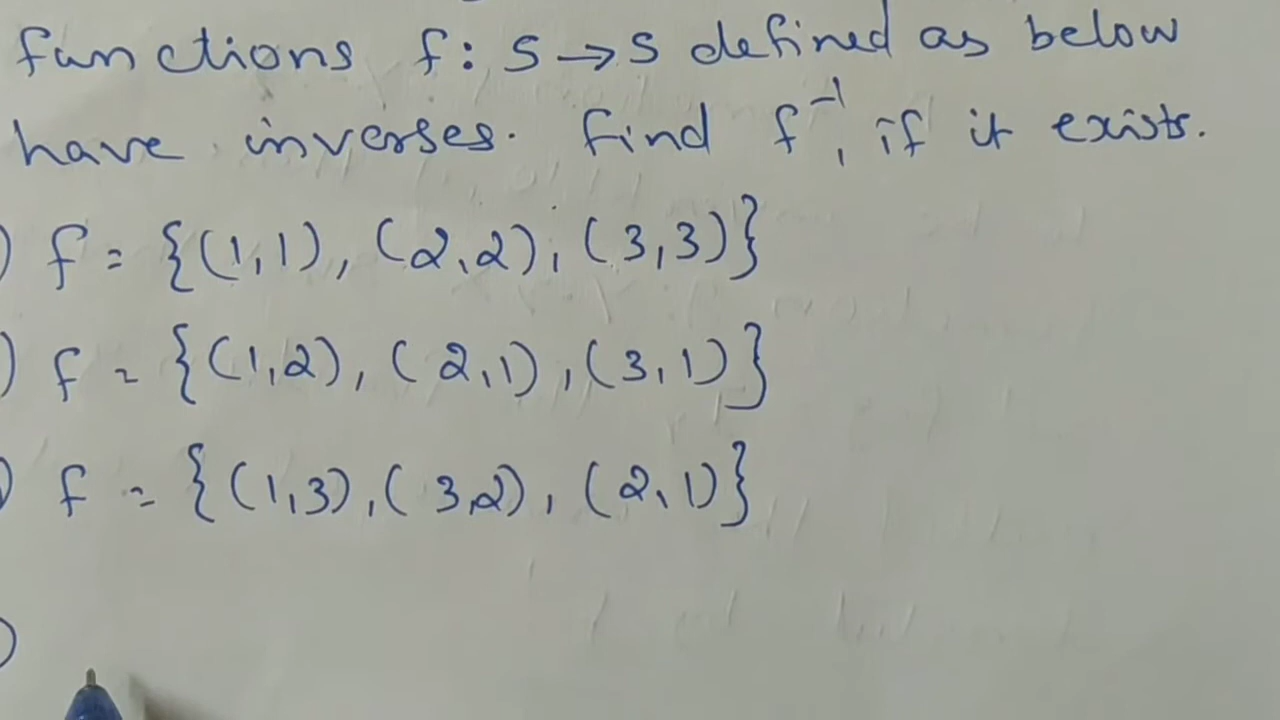 functions f: S→S defined as below
have inverses. Find f⁻¹, if it exists.
) f = {(1,1), (2,2), (3,3)}
) f = {(1,2), (2,1), (3,1)}
) f = {(1,3), (3,2), (2,1)}
)